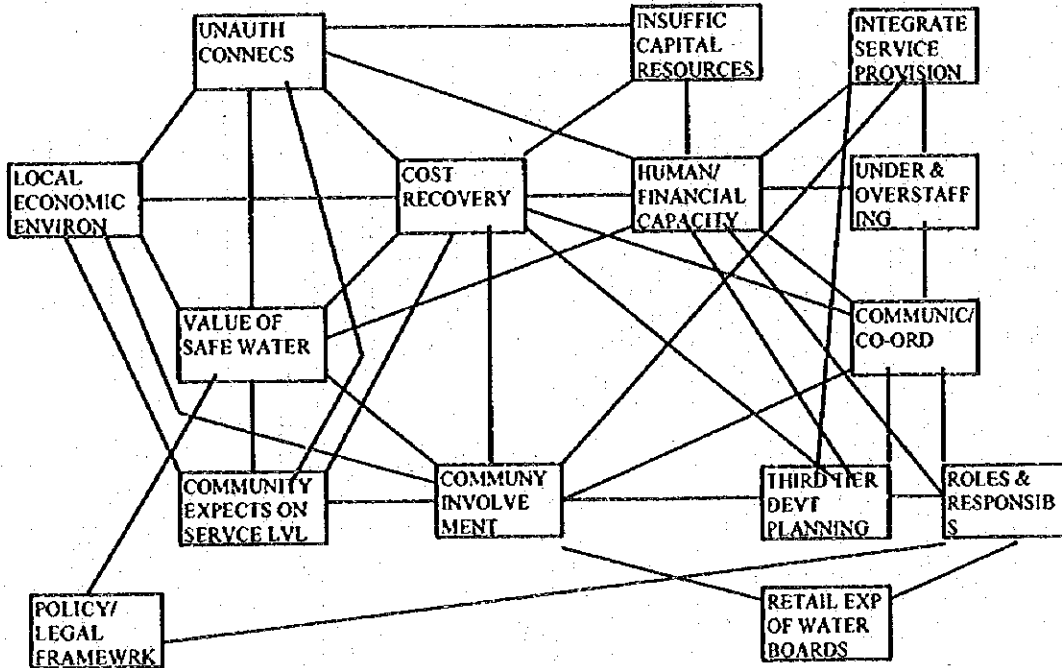 UNAUTH
CONNECS
INSUFFIC
CAPITAL
RESOURCES
INTEGRATE
SERVICE
PROVISION
LOCAL
ECONOMIC
ENVIRON
COST
RECOVERY
HUMAN/
FINANCIAL
CAPACITY
UNDER &
OVERSTAFF
ING
VALUE OF
SAFE WATER
COMMUNIC/
CO-ORD
COMMUNITY
EXPECTS ON
SERVCE LVL
COMMUNY
INVOLVE
MENT
THIRD TIER
DEVT
PLANNING
ROLES &
RESPONSIB
S
POLICY/
LEGAL
FRAMEWRK
RETAIL EXP
OF WATER
BOARDS